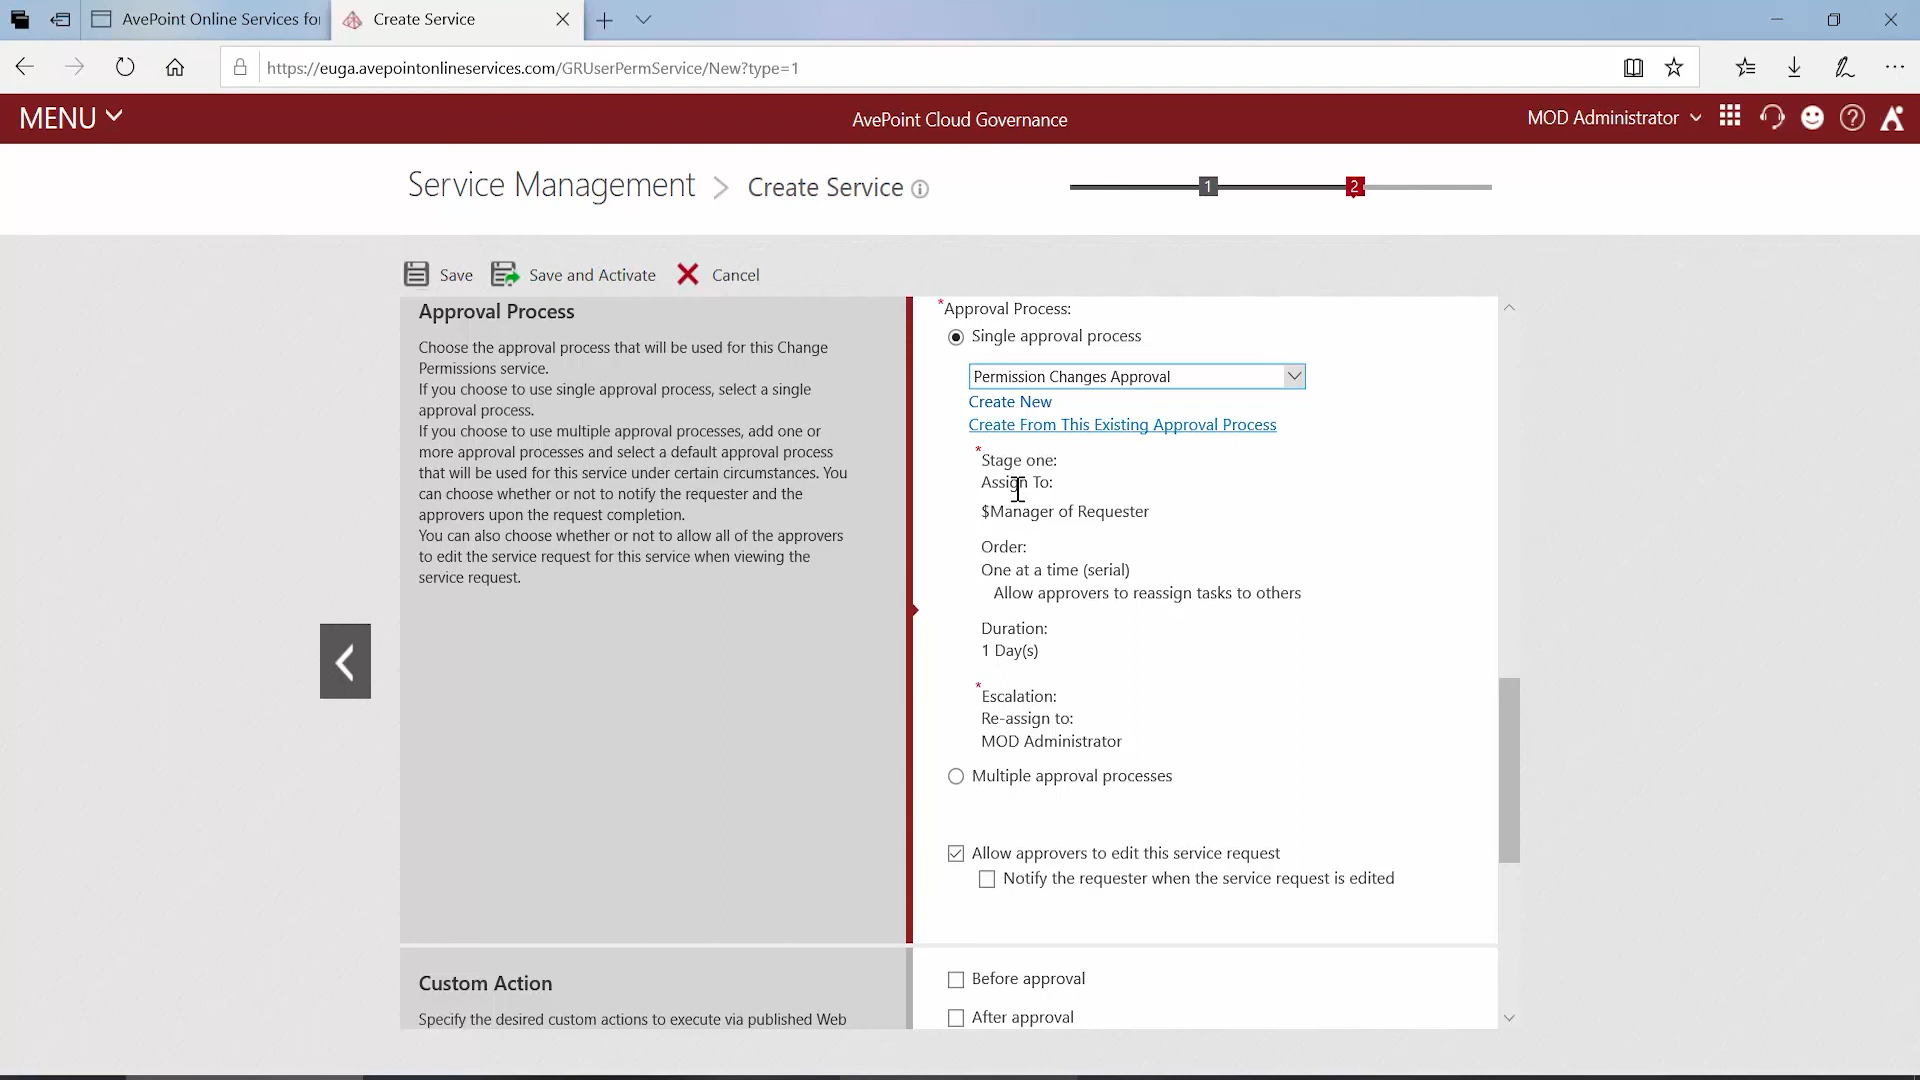 AvePoint Online Services for
Create Service
https://euga.avepointonlineservices.com/GRUserPermService/New?type=1
MENU
AvePoint Cloud Governance
MOD Administrator
Service Management > Create Service
1
2
Save
Save and Activate
Cancel
Approval Process
Choose the approval process that will be used for this Change
Permissions service.
If you choose to use single approval process, select a single
approval process.
If you choose to use multiple approval processes, add one or
more approval processes and select a default approval process
that will be used for this service under certain circumstances. You
can choose whether or not to notify the requester and the
approvers upon the request completion.
You can also choose whether or not to allow all of the approvers
to edit the service request for this service when viewing the
service request.
*Approval Process:
Single approval process
Permission Changes Approval
Create New
Create From This Existing Approval Process
*Stage one:
Assign To:
$Manager of Requester
Order:
One at a time (serial)
Allow approvers to reassign tasks to others
Duration:
1 Day(s)
*Escalation:
Re-assign to:
MOD Administrator
Multiple approval processes
Allow approvers to edit this service request
Notify the requester when the service request is edited
Custom Action
Specify the desired custom actions to execute via published Web
Before approval
After approval